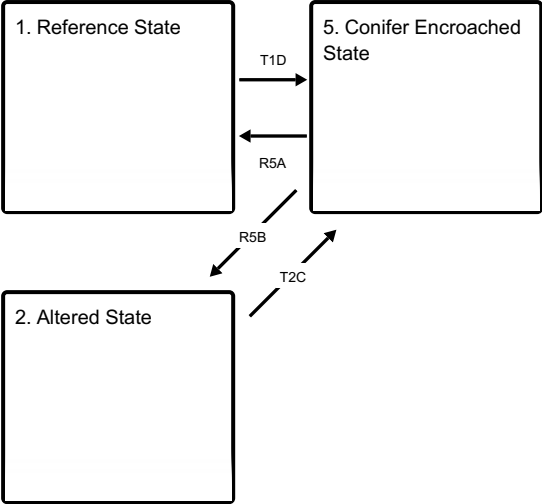 1. Reference State
5. Conifer Encroached
State
T1D
R5A
R5B
T2C
2. Altered State